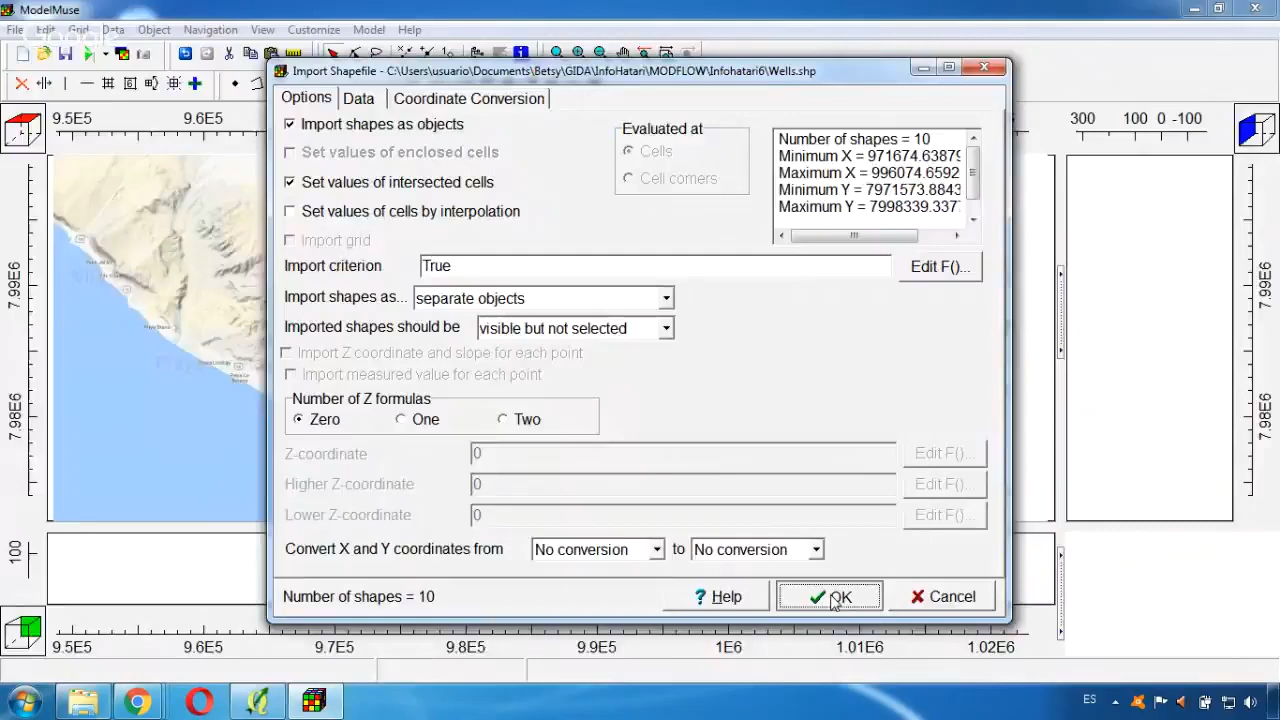 ModelMuse
File Edit Grid Data Object Navigation View Customize Model Help
Import Shapefile - C:\Users\usuario\Documents\Betsy\GIDA\InfoHatari\MODFLOW\Infohatari6\Wells.shp
Options Data Coordinate Conversion
Import shapes as objects
Set values of enclosed cells
Set values of intersected cells
Set values of cells by interpolation
Import grid
Evaluated at
Cells
Cell corners
Number of shapes = 10
Minimum X = 971674.63879
Maximum X = 996074.6592
Minimum Y = 7971573.8843
Maximum Y = 7998339.3377
Import criterion True Edit F()...
Import shapes as... separate objects
Imported shapes should be visible but not selected
Import Z coordinate and slope for each point
Import measured value for each point
Number of Z formulas
Zero One Two
Z-coordinate 0 Edit F()...
Higher Z-coordinate 0 Edit F()...
Lower Z-coordinate 0 Edit F()...
Convert X and Y coordinates from No conversion to No conversion
Number of shapes = 10 Help OK Cancel
9.5E5 9.6E5
300 100 0 -100
7.99E6
7.98E6
7.99E6
7.98E6
100
9.5E5 9.6E5 9.7E5 9.8E5 9.9E5 1E6 1.01E6 1.02E6
ES